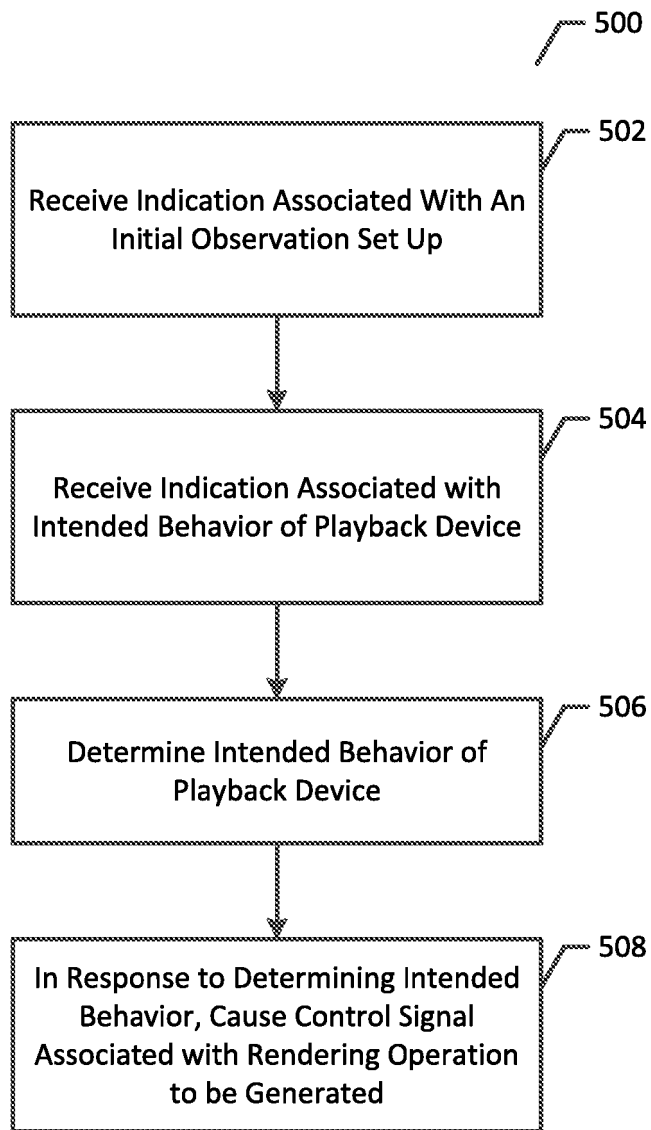 500
502
Receive Indication Associated With An
Initial Observation Set Up
504
Receive Indication Associated with
Intended Behavior of Playback Device
506
Determine Intended Behavior of
Playback Device
508
In Response to Determining Intended
Behavior, Cause Control Signal
Associated with Rendering Operation
to be Generated